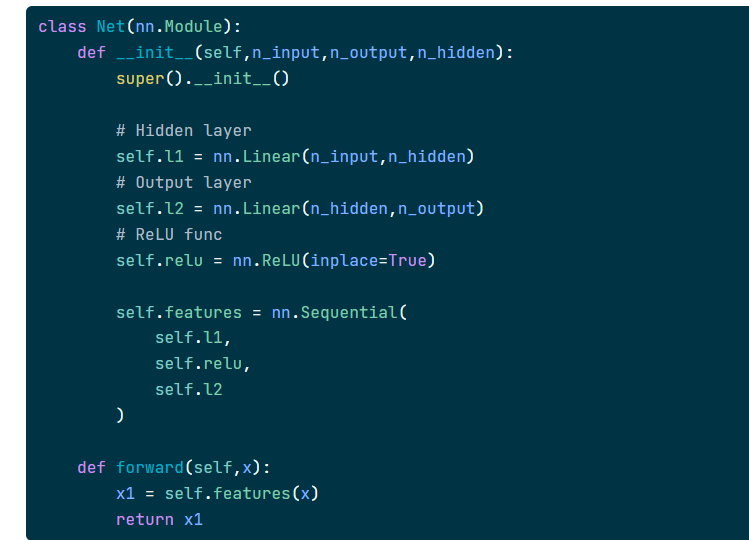 class Net(nn.Module):
    def __init__(self,n_input,n_output,n_hidden):
        super().__init__()
        # Hidden layer
        self.l1 = nn.Linear(n_input,n_hidden)
        # Output layer
        self.l2 = nn.Linear(n_hidden,n_output)
        # ReLU func
        self.relu = nn.ReLU(inplace=True)
        self.features = nn.Sequential(
            self.l1,
            self.relu,
            self.l2
        )
    def forward(self,x):
        x1 = self.features(x)
        return x1